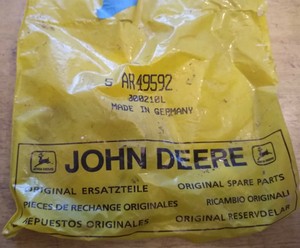 AR49592
300210L
MADE IN GERMANY
JOHN DEERE
ORIGINAL ERSATZTEILE
ORIGINAL SPARE PARTS
PIECES DE RECHANGE ORIGINALES
RICAMBIO ORIGINALI
REPUESTOS ORIGINALES
ORIGINAL RESERVDELAR